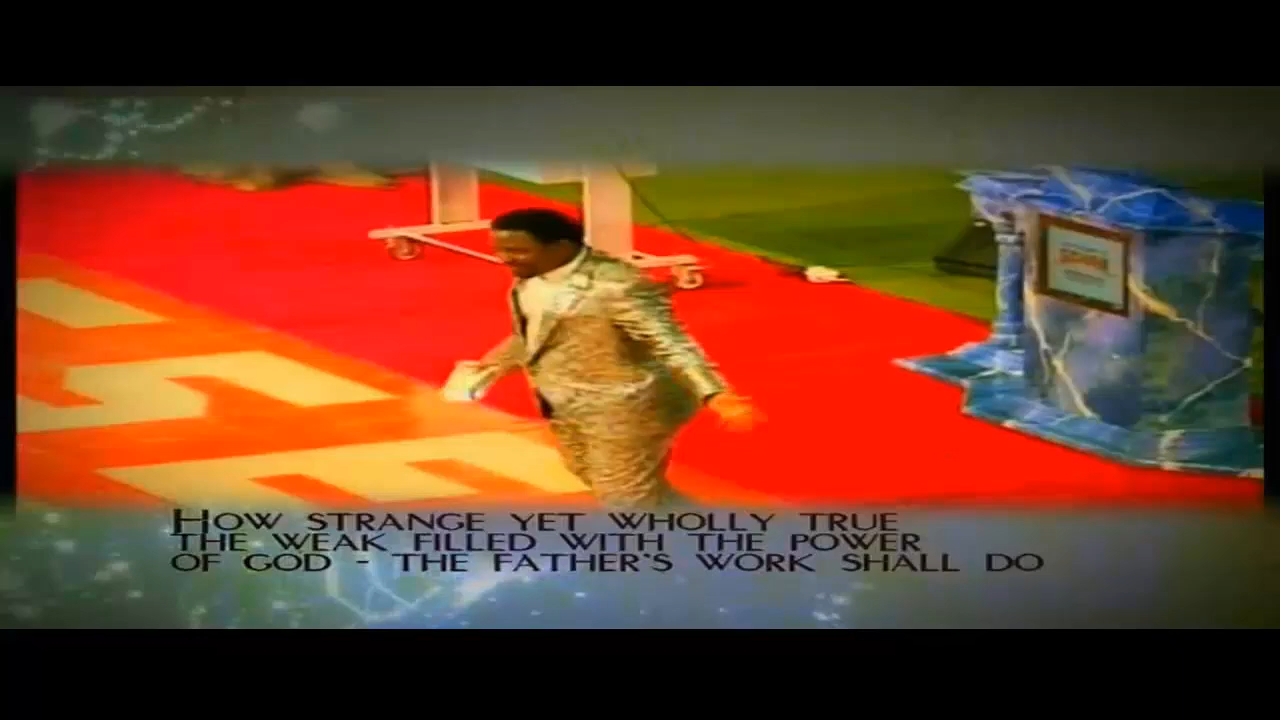 HOW STRANGE YET WHOLLY TRUE
THE WEAK FILLED WITH THE POWER
OF GOD - THE FATHER'S WORK SHALL DO